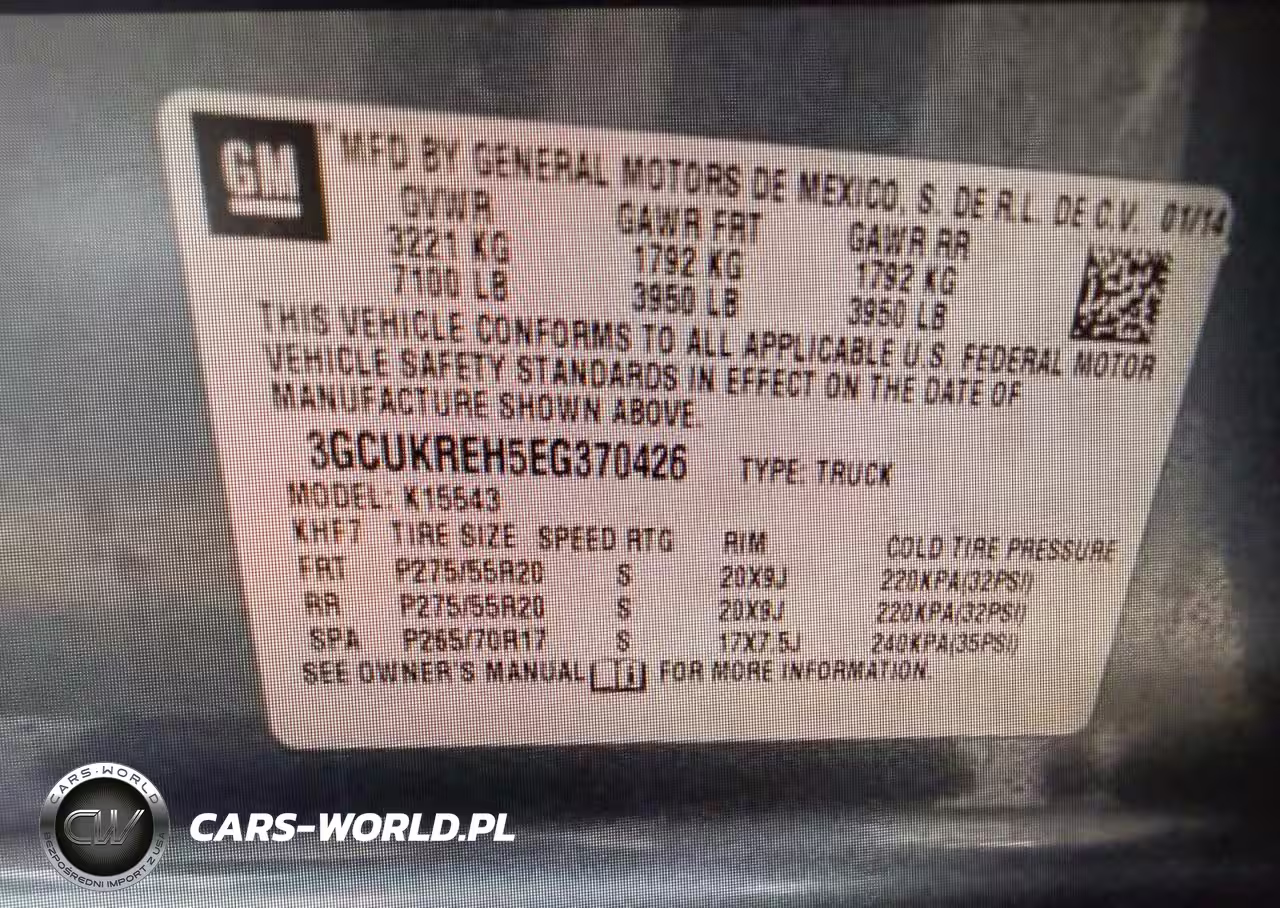 GM
MFD BY GENERAL MOTORS DE MEXICO, S. DE R.L. DE C.V. 01/14
GVWR GAWR FRT GAWR RR
3221 KG 1792 KG 1792 KG
7100 LB 3950 LB 3950 LB
THIS VEHICLE CONFORMS TO ALL APPLICABLE U.S. FEDERAL MOTOR
VEHICLE SAFETY STANDARDS IN EFFECT ON THE DATE OF
MANUFACTURE SHOWN ABOVE.
3GCUKREH5EG370426 TYPE: TRUCK
MODEL: K15543
KHF7 TIRE SIZE SPEED RTG RIM COLD TIRE PRESSURE
FRT P275/55R20 S 20X9J 220KPA(32PSI)
RR P275/55R20 S 20X9J 220KPA(32PSI)
SPA P265/70R17 S 17X7.5J 240KPA(35PSI)
SEE OWNER'S MANUAL FOR MORE INFORMATION.
CARS-WORLD
CW
BEZPOŚREDNI IMPORT Z USA
CARS-WORLD.PL